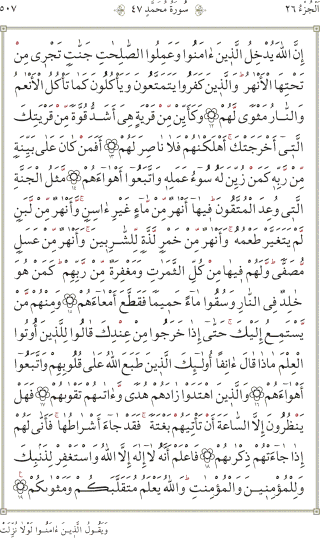 الجُزْءُ ٢٦
سُورَةُ مُحَمَّدٍ ٤٧
٥٠٧
إِنَّ ٱللَّهَ يُدْخِلُ ٱلَّذِينَ ءَامَنُوا۟ وَعَمِلُوا۟ ٱلصَّٰلِحَٰتِ جَنَّٰتٍ تَجْرِى مِن
تَحْتِهَا ٱلْأَنْهَٰرُ وَٱلَّذِينَ كَفَرُوا۟ يَتَمَتَّعُونَ وَيَأْكُلُونَ كَمَا تَأْكُلُ ٱلْأَنْعَٰمُ
وَٱلنَّارُ مَثْوًى لَّهُمْ ١٢ وَكَأَيِّن مِّن قَرْيَةٍ هِىَ أَشَدُّ قُوَّةً مِّن قَرْيَتِكَ
ٱلَّتِىٓ أَخْرَجَتْكَ أَهْلَكْنَٰهُمْ فَلَا نَاصِرَ لَهُمْ ١٣ أَفَمَن كَانَ عَلَىٰ بَيِّنَةٍ
مِّن رَّبِّهِۦ كَمَن زُيِّنَ لَهُۥ سُوٓءُ عَمَلِهِۦ وَٱتَّبَعُوٓا۟ أَهْوَآءَهُم ١٤ مَّثَلُ ٱلْجَنَّةِ
ٱلَّتِى وُعِدَ ٱلْمُتَّقُونَ فِيهَآ أَنْهَٰرٌ مِّن مَّآءٍ غَيْرِ ءَاسِنٍ وَأَنْهَٰرٌ مِّن لَّبَنٍ
لَّمْ يَتَغَيَّرْ طَعْمُهُۥ وَأَنْهَٰرٌ مِّنْ خَمْرٍ لَّذَّةٍ لِّلشَّٰرِبِينَ وَأَنْهَٰرٌ مِّنْ عَسَلٍ
مُّصَفًّى وَلَهُمْ فِيهَا مِن كُلِّ ٱلثَّمَرَٰتِ وَمَغْفِرَةٌ مِّن رَّبِّهِمْ كَمَنْ هُوَ
خَٰلِدٌ فِى ٱلنَّارِ وَسُقُوا۟ مَآءً حَمِيمًا فَقَطَّعَ أَمْعَآءَهُمْ ١٥ وَمِنْهُم مَّن
يَسْتَمِعُ إِلَيْكَ حَتَّىٰٓ إِذَا خَرَجُوا۟ مِنْ عِندِكَ قَالُوا۟ لِلَّذِينَ أُوتُوا۟
ٱلْعِلْمَ مَاذَا قَالَ ءَانِفًا أُو۟لَٰٓئِكَ ٱلَّذِينَ طَبَعَ ٱللَّهُ عَلَىٰ قُلُوبِهِمْ وَٱتَّبَعُوٓا۟
أَهْوَآءَهُمْ ١٦ وَٱلَّذِينَ ٱهْتَدَوْا۟ زَادَهُمْ هُدًى وَءَاتَىٰهُمْ تَقْوَىٰهُمْ ١٧ فَهَلْ
يَنظُرُونَ إِلَّا ٱلسَّاعَةَ أَن تَأْتِيَهُم بَغْتَةً فَقَدْ جَآءَ أَشْرَاطُهَا فَأَنَّىٰ لَهُمْ
إِذَا جَآءَتْهُمْ ذِكْرَىٰهُمْ ١٨ فَٱعْلَمْ أَنَّهُۥ لَآ إِلَٰهَ إِلَّا ٱللَّهُ وَٱسْتَغْفِرْ لِذَنۢبِكَ
وَلِلْمُؤْمِنِينَ وَٱلْمُؤْمِنَٰتِ وَٱللَّهُ يَعْلَمُ مُتَقَلَّبَكُمْ وَمَثْوَىٰكُمْ ١٩
وَيَقُولُ ٱلَّذِينَ ءَامَنُوا۟ لَوْلَا نُزِّلَتْ